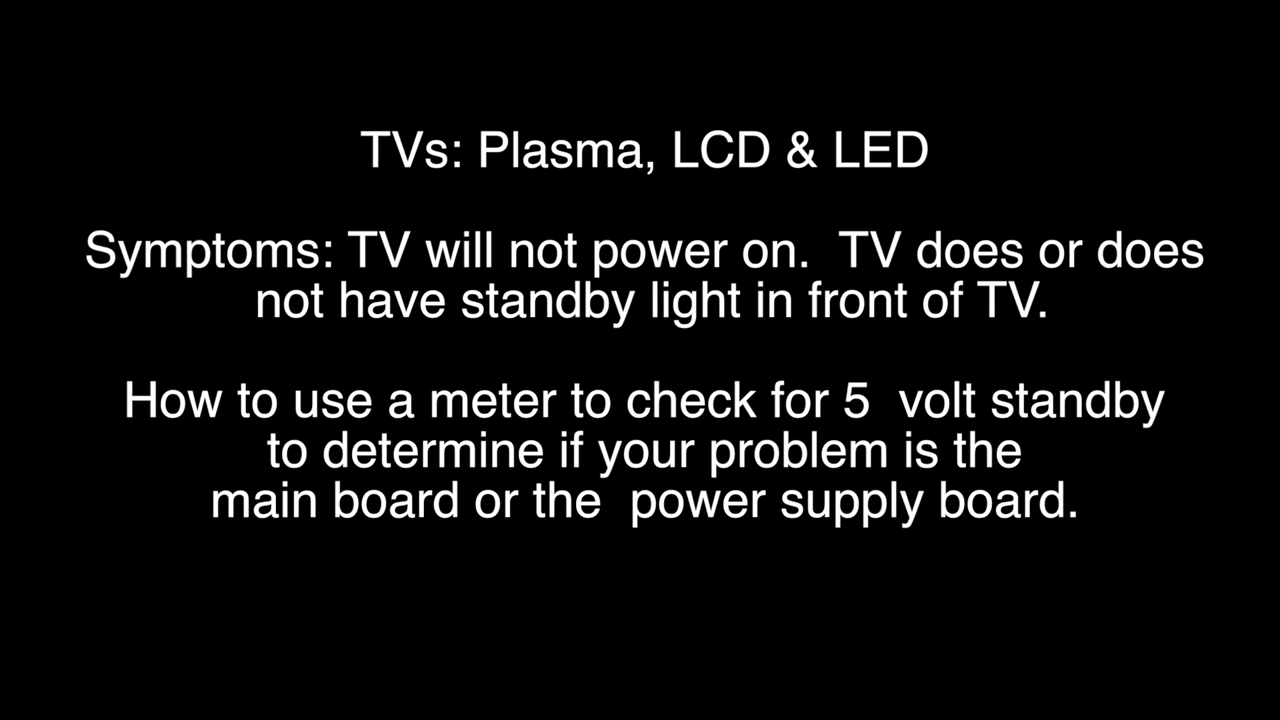 TVs: Plasma, LCD & LED
Symptoms: TV will not power on.  TV does or does
not have standby light in front of TV.
How to use a meter to check for 5  volt standby
to determine if your problem is the
main board or the  power supply board.